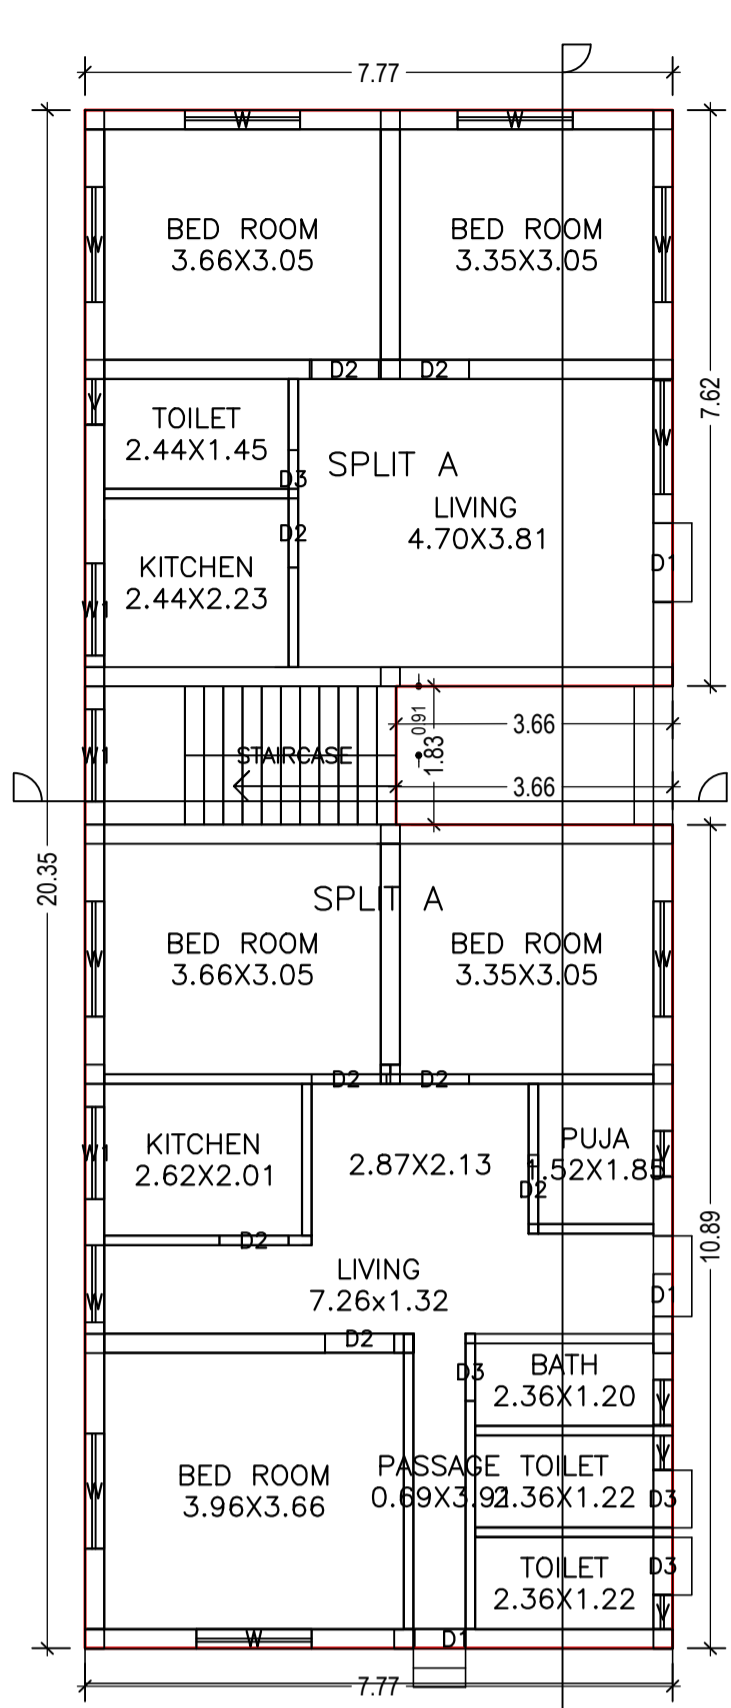 7.77
W
W
BED ROOM
3.66X3.05
BED ROOM
3.35X3.05
W
W
D2
D2
7.62
V
TOILET
2.44X1.45
W
SPLIT A
D3
LIVING
4.70X3.81
D2
D1
KITCHEN
2.44X2.23
W1
0.91
3.66
1.83
W1
STAIRCASE
3.66
20.35
SPLIT A
BED ROOM
3.66X3.05
BED ROOM
3.35X3.05
W
W
D2
D2
KITCHEN
2.62X2.01
W1
2.87X2.13
PUJA
1.52X1.85
V
D2
10.89
D2
LIVING
7.26x1.32
W
D1
D2
BATH
2.36X1.20
D3
V
BED ROOM
3.96X3.66
W
PASSAGE
0.69X3.92
TOILET
2.36X1.22
V
D3
TOILET
2.36X1.22
D3
V
W
D1
7.77